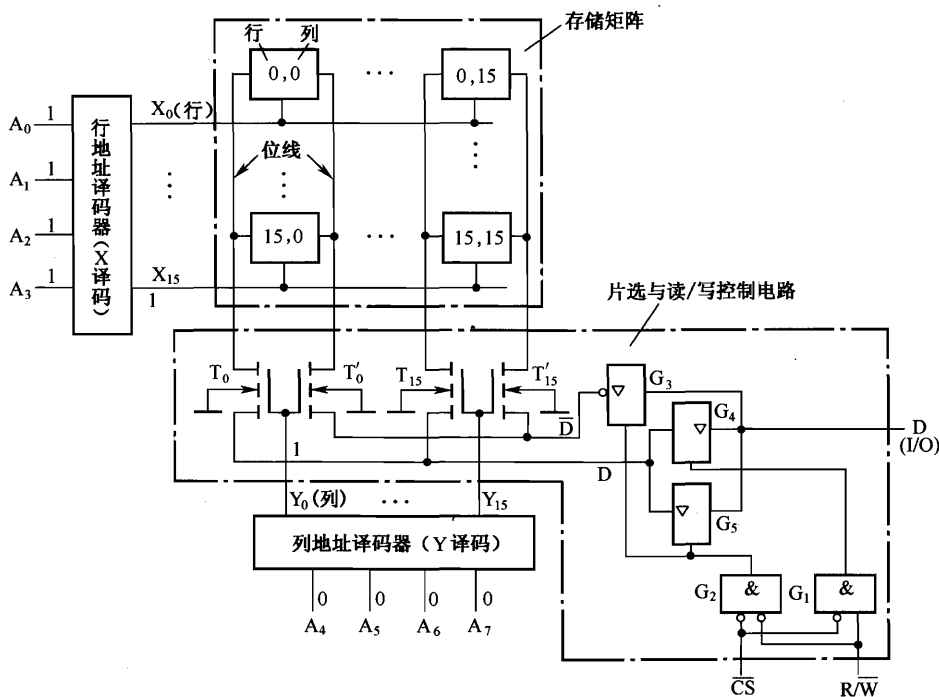 存储矩阵
行 列
0,0 ··· 0,15
A₀ 1
X₀(行)
A₁ 1
A₂ 1
A₃ 1
行地址译码器(X译码)
位线
15,0 ··· 15,15
X₁₅
1
片选与读/写控制电路
T₀ T′₀ T₁₅ T′₁₅
G₃
G₄
D̅
D
(I/O)
1
D
G₅
Y₀(列) ··· Y₁₅
列地址译码器(Y译码)
0 0 0 0
A₄ A₅ A₆ A₇
G₂ & G₁ &
C̅S̅ R/W̅